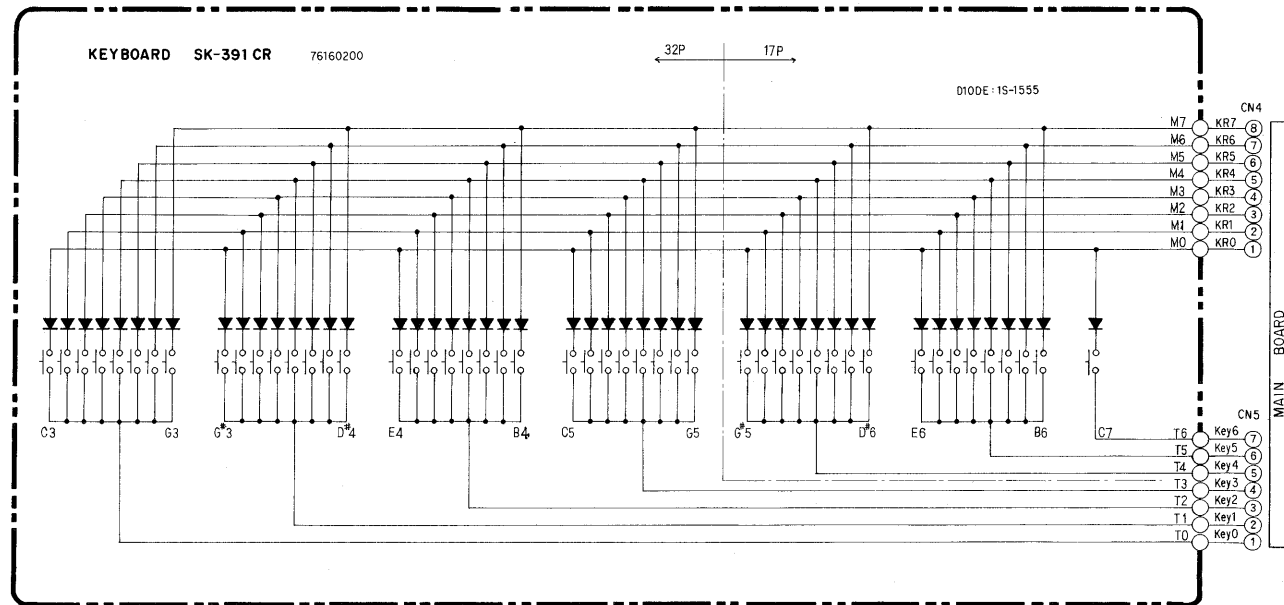 KEYBOARD SK-391 CR 76160200
32P 17P
DIODE : 1S-1555
CN4
M7 KR7 8
M6 KR6 7
M5 KR5 6
M4 KR4 5
M3 KR3 4
M2 KR2 3
M1 KR1 2
M0 KR0 1
MAIN BOARD
C3 G3 G#3 D#4 E4 B4 C5 G5 G#5 D#6 E6 B6 C7
CN5
T6 Key6 7
T5 Key5 6
T4 Key4 5
T3 Key3 4
T2 Key2 3
T1 Key1 2
T0 Key0 1